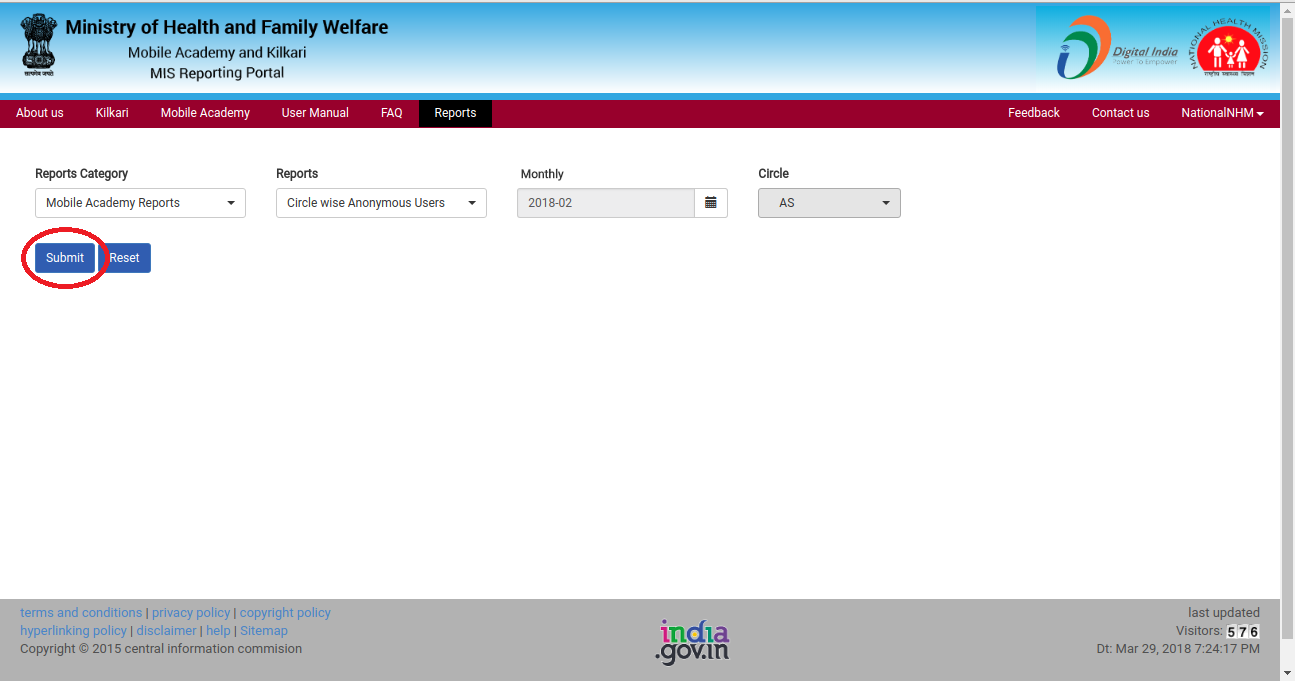 Ministry of Health and Family Welfare
Mobile Academy and Kilkari
MIS Reporting Portal
सत्यमेव जयते
Digital India
Power To Empower
NATIONAL HEALTH MISSION
राष्ट्रीय स्वास्थ्य मिशन
About us Kilkari Mobile Academy User Manual FAQ Reports Feedback Contact us NationalNHM
Reports Category Reports Monthly Circle
Mobile Academy Reports Circle wise Anonymous Users 2018-02 AS
Submit Reset
terms and conditions | privacy policy | copyright policy
hyperlinking policy | disclaimer | help | Sitemap
Copyright © 2015 central information commision
india
.gov.in
last updated
Visitors: 576
Dt: Mar 29, 2018 7:24:17 PM